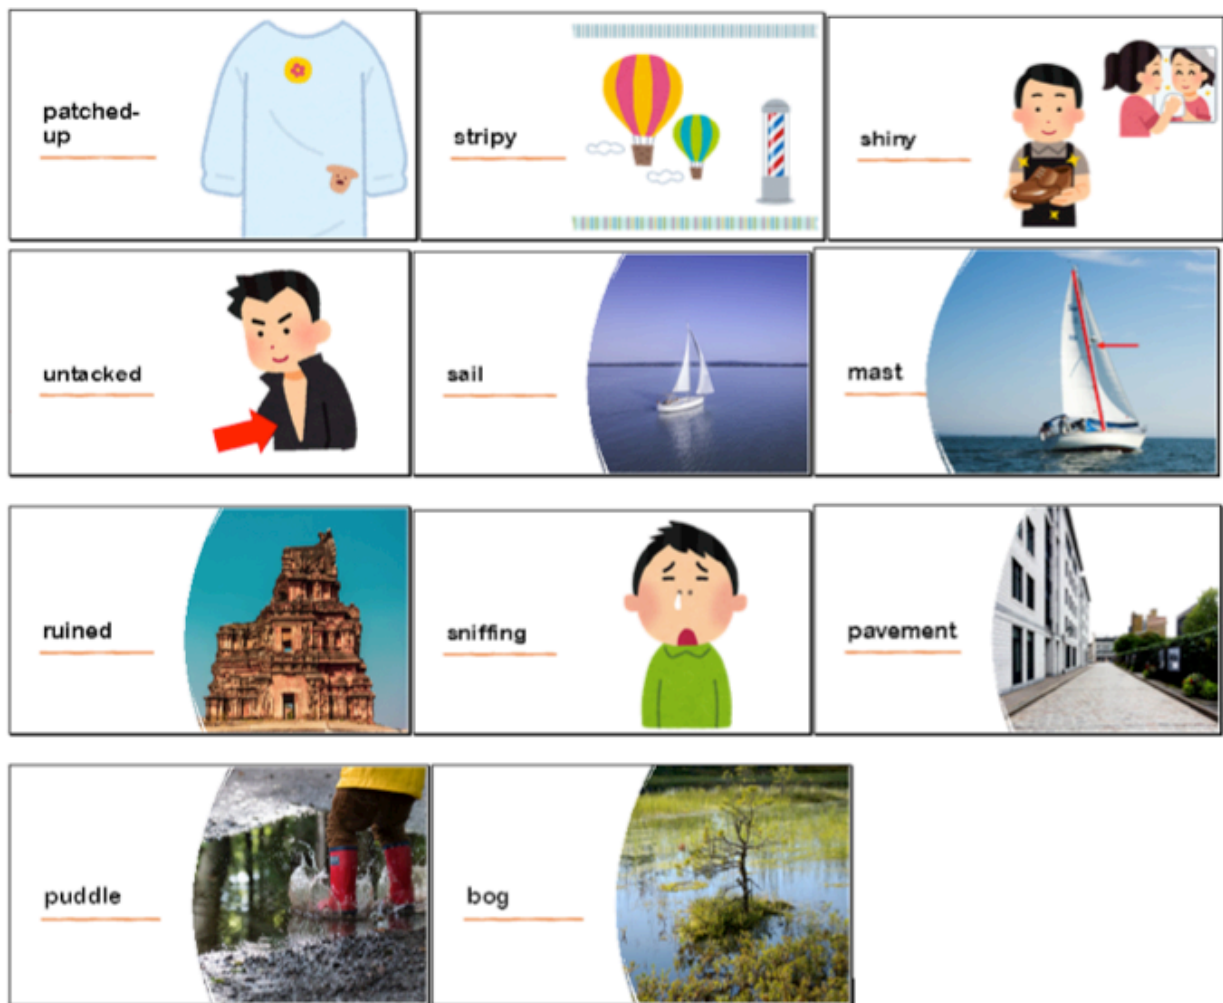 patched-
up
stripy
shiny
untacked
sail
mast
ruined
sniffing
pavement
puddle
bog